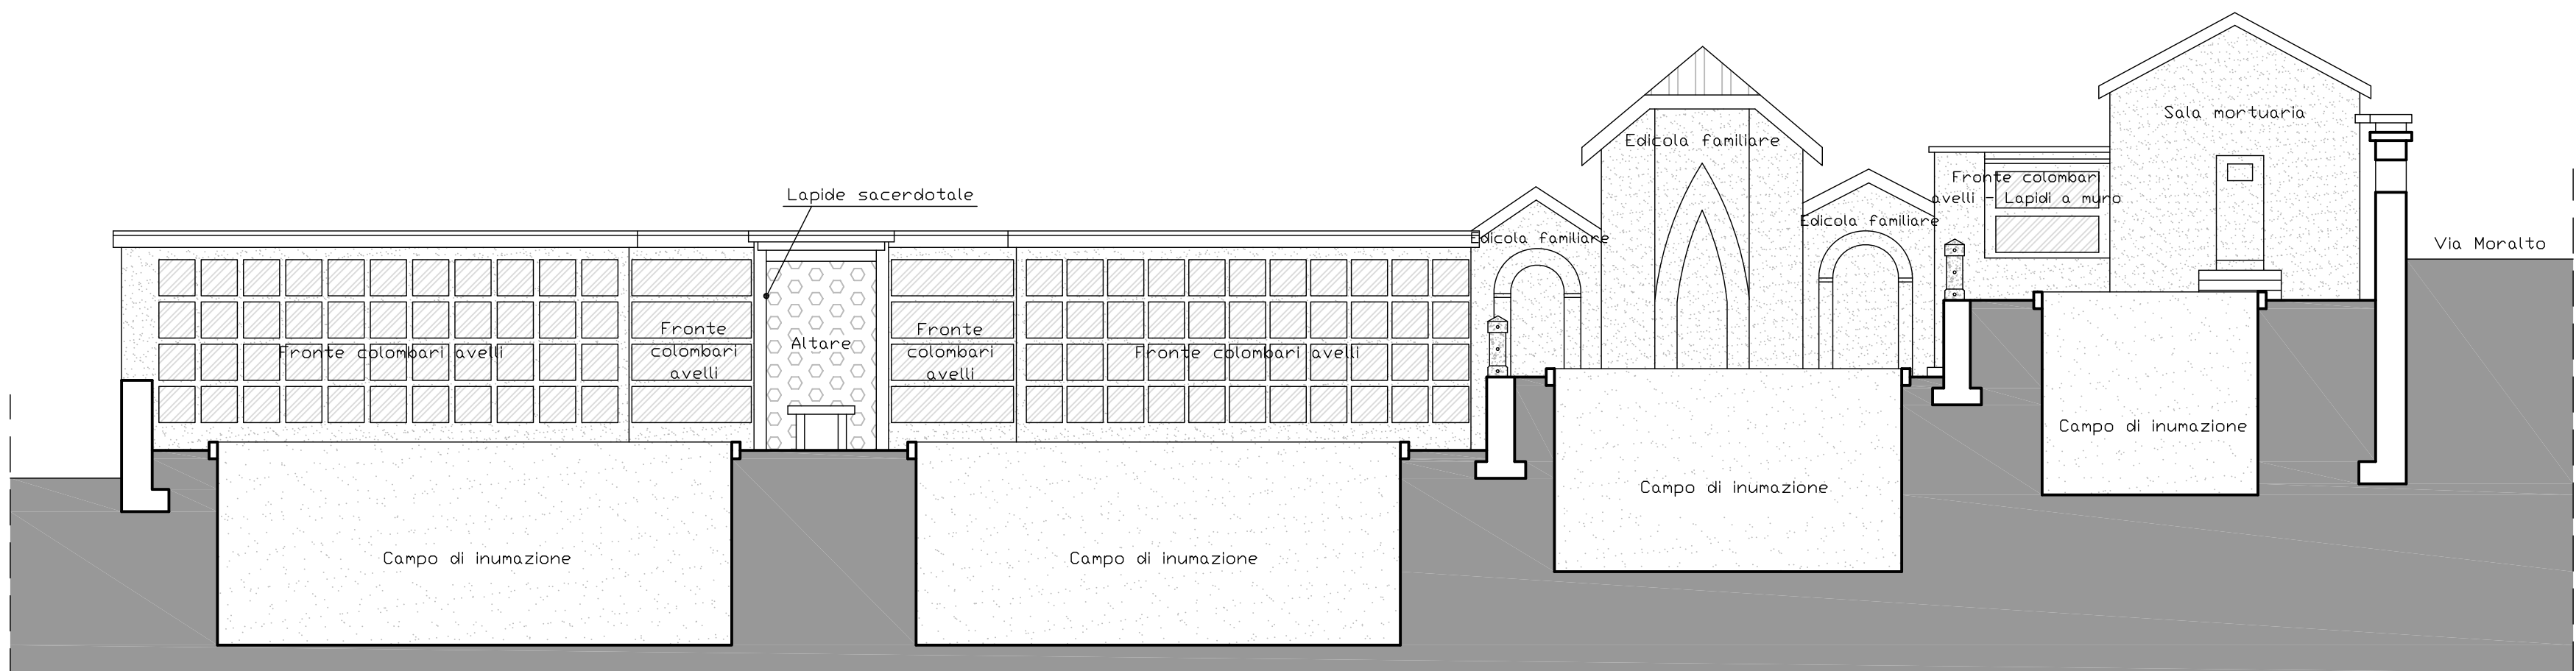 Sala mortuaria
Edicola familiare
Fronte colombari
avelli - Lapidi a muro
Lapide sacerdotale
Edicola familiare
Edicola familiare
Via Moralto
Fronte colombari avelli
Fronte
colombari
avelli
Altare
Fronte
colombari
avelli
Fronte colombari avelli
Campo di inumazione
Campo di inumazione
Campo di inumazione
Campo di inumazione